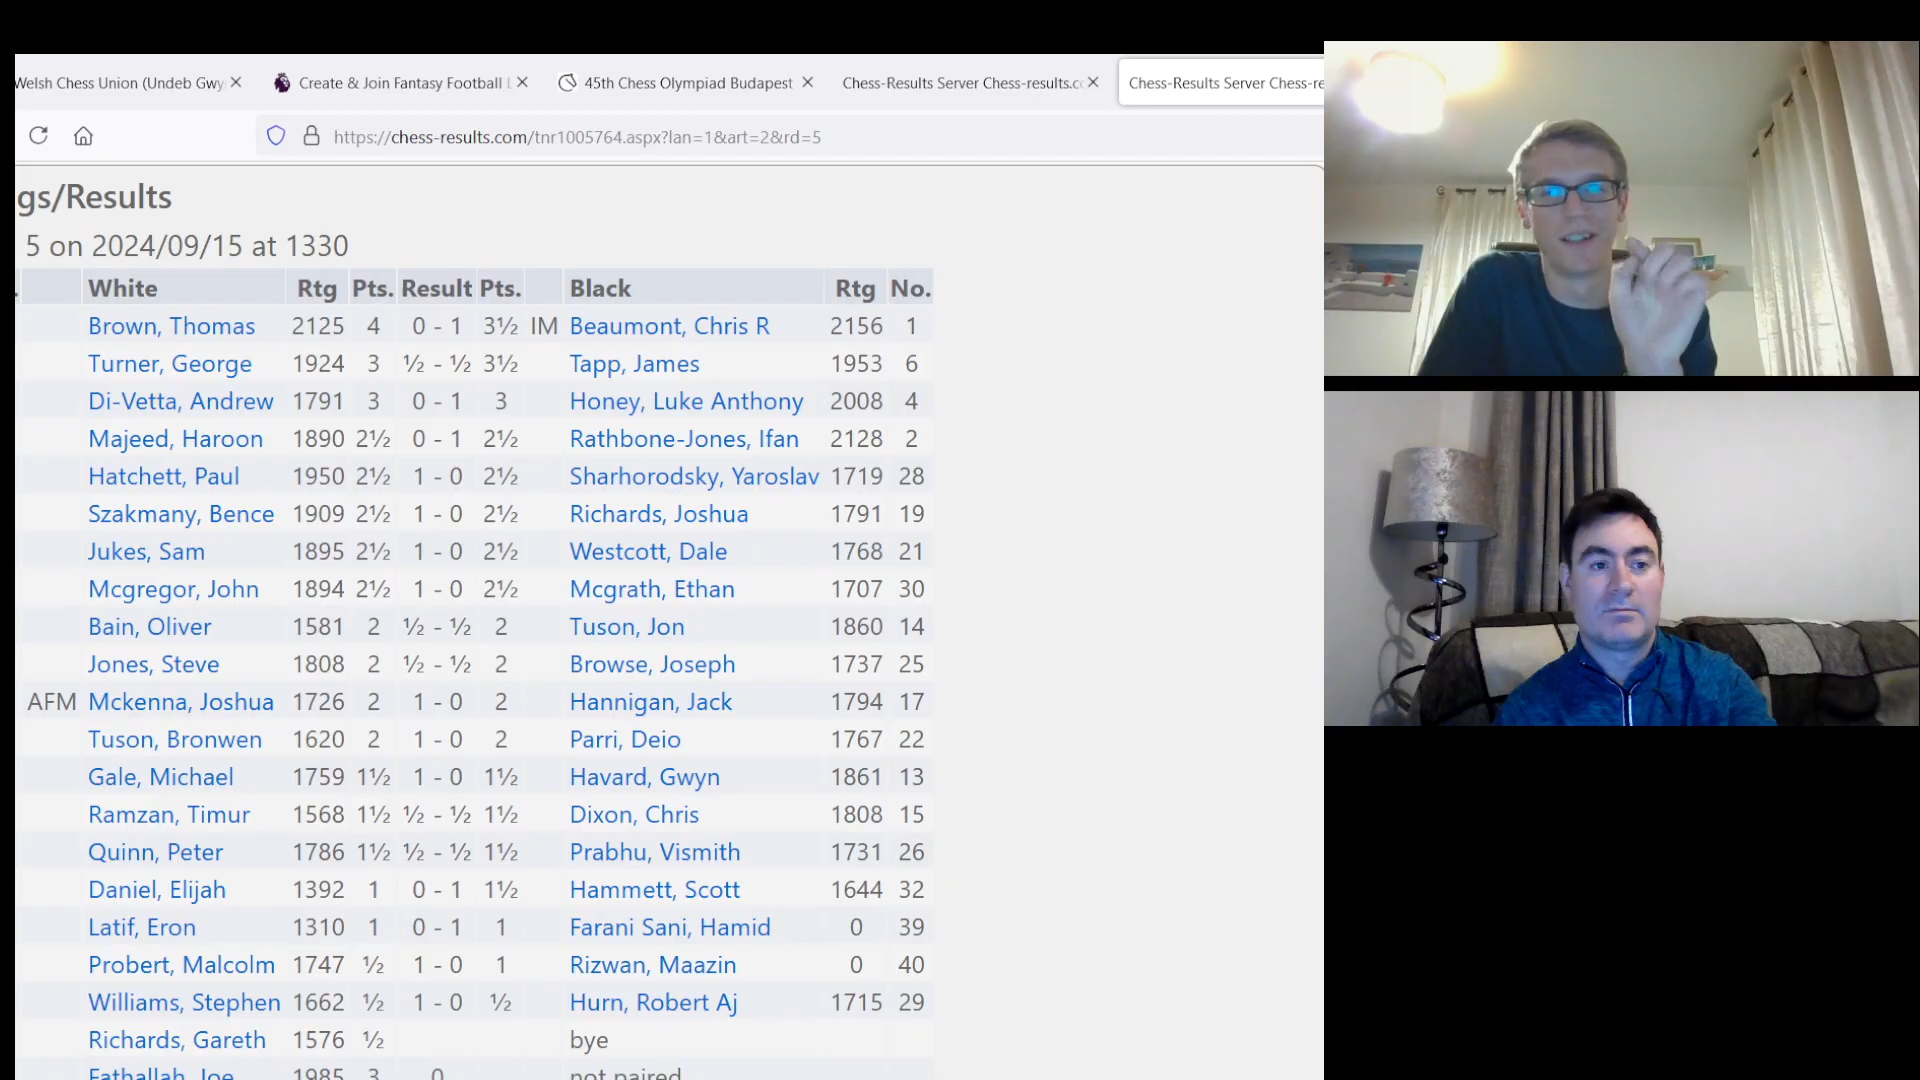 Welsh Chess Union (Undeb Gwy
Create & Join Fantasy Football L
45th Chess Olympiad Budapest
Chess-Results Server Chess-results.co
Chess-Results Server Chess-re
https://chess-results.com/tnr1005764.aspx?lan=1&art=2&rd=5
gs/Results
5 on 2024/09/15 at 1330
. White Rtg Pts. Result Pts. Black Rtg No.
Brown, Thomas 2125 4 0 - 1 3½ IM Beaumont, Chris R 2156 1
Turner, George 1924 3 ½ - ½ 3½ Tapp, James 1953 6
Di-Vetta, Andrew 1791 3 0 - 1 3 Honey, Luke Anthony 2008 4
Majeed, Haroon 1890 2½ 0 - 1 2½ Rathbone-Jones, Ifan 2128 2
Hatchett, Paul 1950 2½ 1 - 0 2½ Sharhorodsky, Yaroslav 1719 28
Szakmany, Bence 1909 2½ 1 - 0 2½ Richards, Joshua 1791 19
Jukes, Sam 1895 2½ 1 - 0 2½ Westcott, Dale 1768 21
Mcgregor, John 1894 2½ 1 - 0 2½ Mcgrath, Ethan 1707 30
Bain, Oliver 1581 2 ½ - ½ 2 Tuson, Jon 1860 14
Jones, Steve 1808 2 ½ - ½ 2 Browse, Joseph 1737 25
AFM Mckenna, Joshua 1726 2 1 - 0 2 Hannigan, Jack 1794 17
Tuson, Bronwen 1620 2 1 - 0 2 Parri, Deio 1767 22
Gale, Michael 1759 1½ 1 - 0 1½ Havard, Gwyn 1861 13
Ramzan, Timur 1568 1½ ½ - ½ 1½ Dixon, Chris 1808 15
Quinn, Peter 1786 1½ ½ - ½ 1½ Prabhu, Vismith 1731 26
Daniel, Elijah 1392 1 0 - 1 1½ Hammett, Scott 1644 32
Latif, Eron 1310 1 0 - 1 1 Farani Sani, Hamid 0 39
Probert, Malcolm 1747 ½ 1 - 0 1 Rizwan, Maazin 0 40
Williams, Stephen 1662 ½ 1 - 0 ½ Hurn, Robert Aj 1715 29
Richards, Gareth 1576 ½ bye
Fathallah, Joe 1985 3 0 not paired